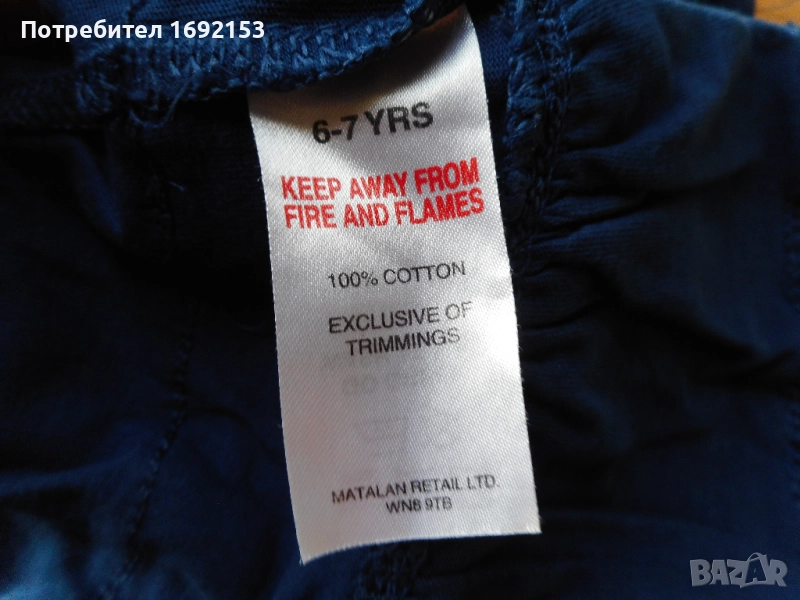 Потребител 1692153
6-7 YRS
KEEP AWAY FROM
FIRE AND FLAMES
100% COTTON
EXCLUSIVE OF
TRIMMINGS
MATALAN RETAIL LTD.
WN8 9TB
BAZAR